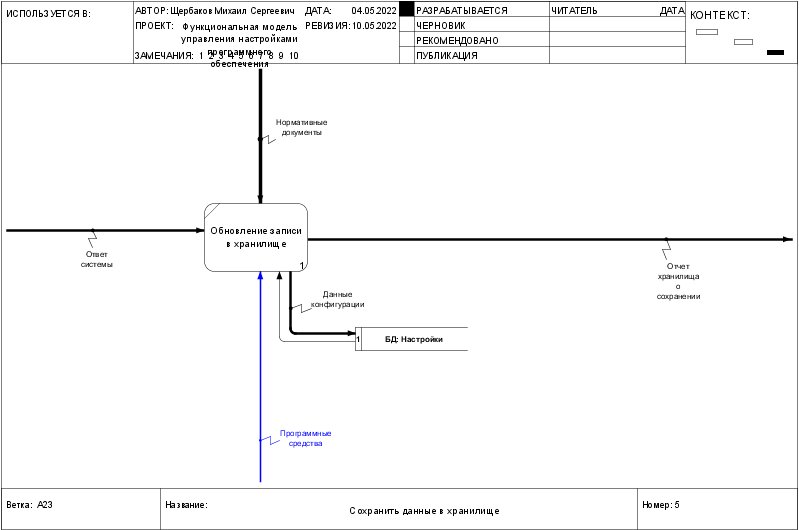 ИСПОЛЬЗУЕТСЯ В:
АВТОР: Щербаков Михаил Сергеевич
ДАТА: 04.05.2022
РАЗРАБАТЫВАЕТСЯ
ЧИТАТЕЛЬ
ДАТА
КОНТЕКСТ:
ПРОЕКТ: Функциональная модель
управления настройками
программного
обеспечения
РЕВИЗИЯ: 10.05.2022
ЧЕРНОВИК
РЕКОМЕНДОВАНО
ЗАМЕЧАНИЯ: 1 2 3 4 5 6 7 8 9 10
ПУБЛИКАЦИЯ
Нормативные
документы
Обновление записи
в хранилище
1
Ответ
системы
Отчет
хранилища
о
сохранении
Данные
конфигурации
1
БД: Настройки
Программные
средства
Ветка: A23
Название:
Сохранить данные в хранилище
Номер: 5